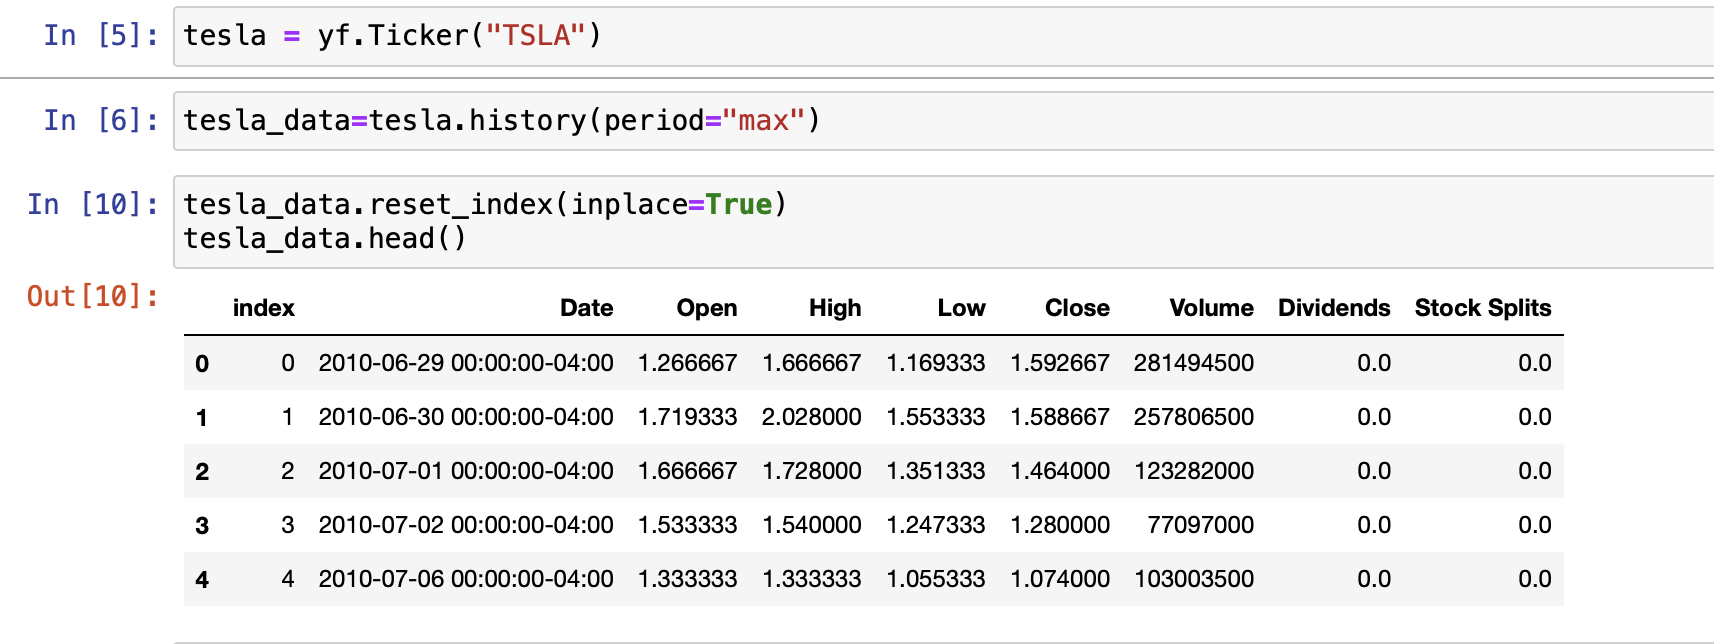 In [5]: tesla = yf.Ticker("TSLA")
In [6]: tesla_data=tesla.history(period="max")
In [10]: tesla_data.reset_index(inplace=True)
tesla_data.head()
Out[10]:
index Date Open High Low Close Volume Dividends Stock Splits
0 0 2010-06-29 00:00:00-04:00 1.266667 1.666667 1.169333 1.592667 281494500 0.0 0.0
1 1 2010-06-30 00:00:00-04:00 1.719333 2.028000 1.553333 1.588667 257806500 0.0 0.0
2 2 2010-07-01 00:00:00-04:00 1.666667 1.728000 1.351333 1.464000 123282000 0.0 0.0
3 3 2010-07-02 00:00:00-04:00 1.533333 1.540000 1.247333 1.280000 77097000 0.0 0.0
4 4 2010-07-06 00:00:00-04:00 1.333333 1.333333 1.055333 1.074000 103003500 0.0 0.0